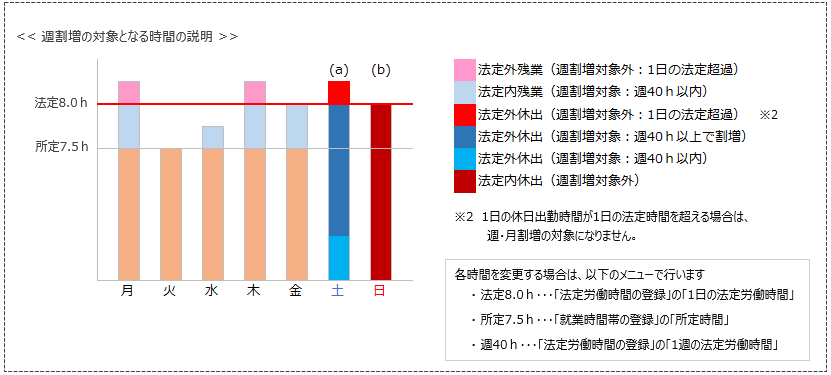 << 週割増の対象となる時間の説明 >>
(a) (b)
法定8.0ｈ
所定7.5ｈ
月 火 水 木 金 土 日
法定外残業（週割増対象外：1日の法定超過）
法定内残業（週割増対象：週40ｈ以内）
法定外休出（週割増対象外：1日の法定超過） ※2
法定外休出（週割増対象：週40ｈ以上で割増）
法定外休出（週割増対象：週40ｈ以内）
法定内休出（週割増対象外）
※2 1日の休日出勤時間が1日の法定時間を超える場合は、
週・月割増の対象になりません。
各時間を変更する場合は、以下のメニューで行います
・法定8.0ｈ・・・「法定労働時間の登録」の「1日の法定労働時間」
・所定7.5ｈ・・・「就業時間帯の登録」の「所定時間」
・週40ｈ・・・「法定労働時間の登録」の「1週の法定労働時間」